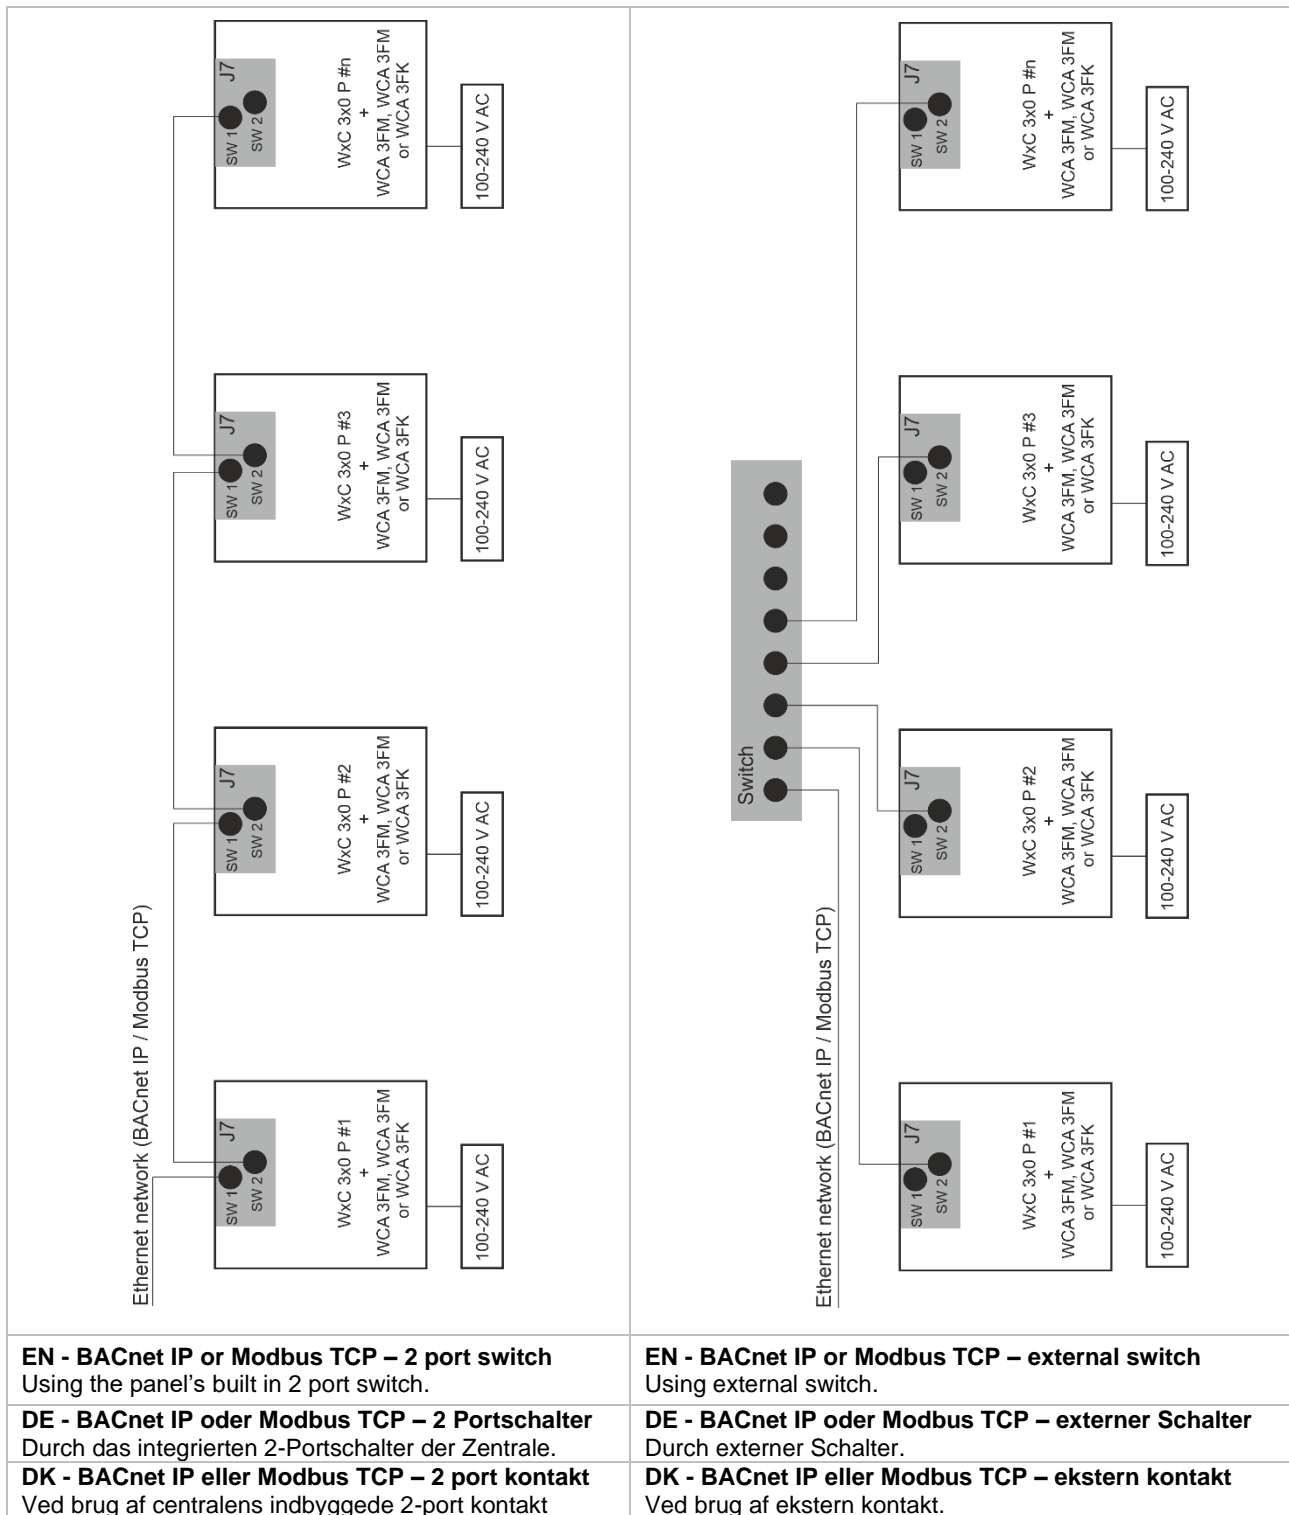 J7
SW 1
SW 2
WxC 3x0 P #n
+
WCA 3FM, WCA 3FM
or WCA 3FK
100-240 V AC
J7
SW 1
SW 2
WxC 3x0 P #3
+
WCA 3FM, WCA 3FM
or WCA 3FK
100-240 V AC
J7
SW 1
SW 2
WxC 3x0 P #2
+
WCA 3FM, WCA 3FM
or WCA 3FK
100-240 V AC
J7
SW 1
SW 2
WxC 3x0 P #1
+
WCA 3FM, WCA 3FM
or WCA 3FK
100-240 V AC
Ethernet network (BACnet IP / Modbus TCP)
J7
SW 1
SW 2
WxC 3x0 P #n
+
WCA 3FM, WCA 3FM
or WCA 3FK
100-240 V AC
J7
SW 1
SW 2
WxC 3x0 P #3
+
WCA 3FM, WCA 3FM
or WCA 3FK
100-240 V AC
Switch
J7
SW 1
SW 2
WxC 3x0 P #2
+
WCA 3FM, WCA 3FM
or WCA 3FK
100-240 V AC
J7
SW 1
SW 2
WxC 3x0 P #1
+
WCA 3FM, WCA 3FM
or WCA 3FK
100-240 V AC
Ethernet network (BACnet IP / Modbus TCP)
EN - BACnet IP or Modbus TCP – 2 port switch
Using the panel's built in 2 port switch.
EN - BACnet IP or Modbus TCP – external switch
Using external switch.
DE - BACnet IP oder Modbus TCP – 2 Portschalter
Durch das integrierten 2-Portschalter der Zentrale.
DE - BACnet IP oder Modbus TCP – externer Schalter
Durch externer Schalter.
DK - BACnet IP eller Modbus TCP – 2 port kontakt
Ved brug af centralens indbyggede 2-port kontakt
DK - BACnet IP eller Modbus TCP – ekstern kontakt
Ved brug af ekstern kontakt.